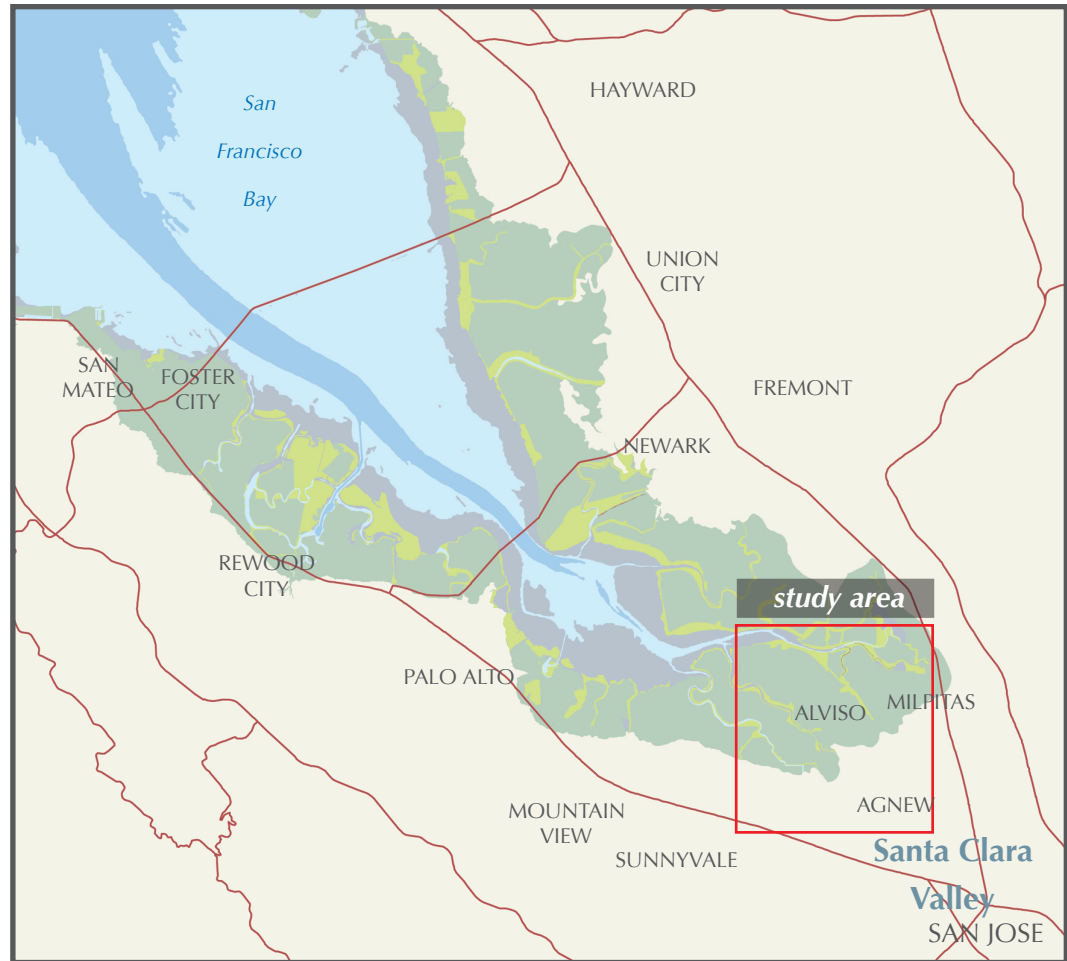 HAYWARD
San
Francisco
Bay
UNION
CITY
SAN
MATEO
FOSTER
CITY
FREMONT
NEWARK
REWOOD
CITY
study area
PALO ALTO
MILPITAS
ALVISO
AGNEW
MOUNTAIN
VIEW
SUNNYVALE
Santa Clara
Valley
SAN JOSE